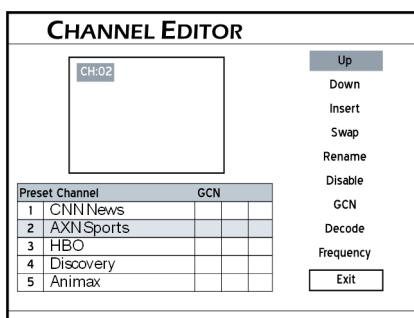 CHANNEL EDITOR
CH:02
Preset Channel GCN
1 CNN News
2 AXN Sports
3 HBO
4 Discovery
5 Animax
Up
Down
Insert
Swap
Rename
Disable
GCN
Decode
Frequency
Exit